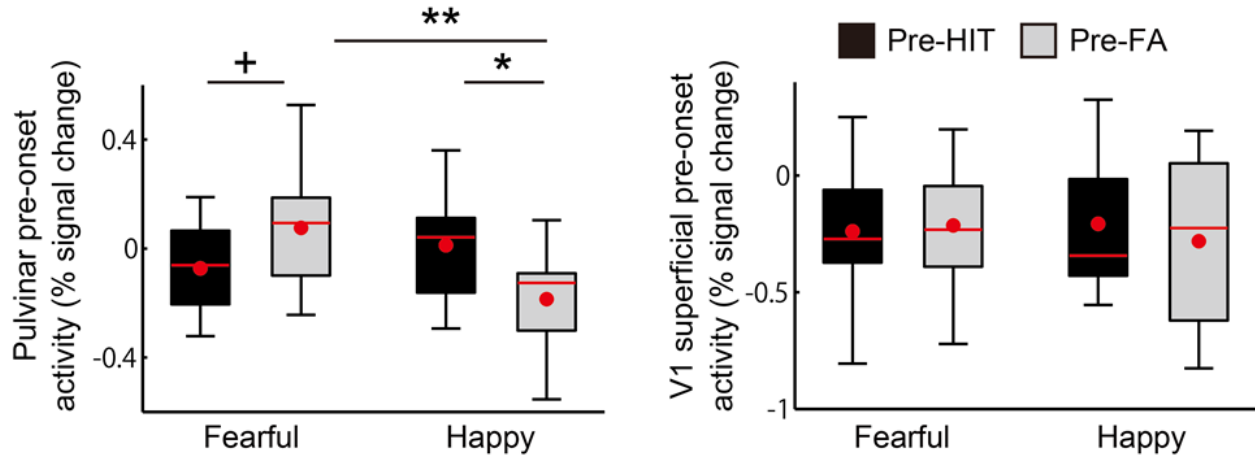 **
+
*
Pulvinar pre-onset
activity (% signal change)
0.4
0
-0.4
Fearful
Happy
Pre-HIT
Pre-FA
V1 superficial pre-onset
activity (% signal change)
0
-0.5
-1
Fearful
Happy